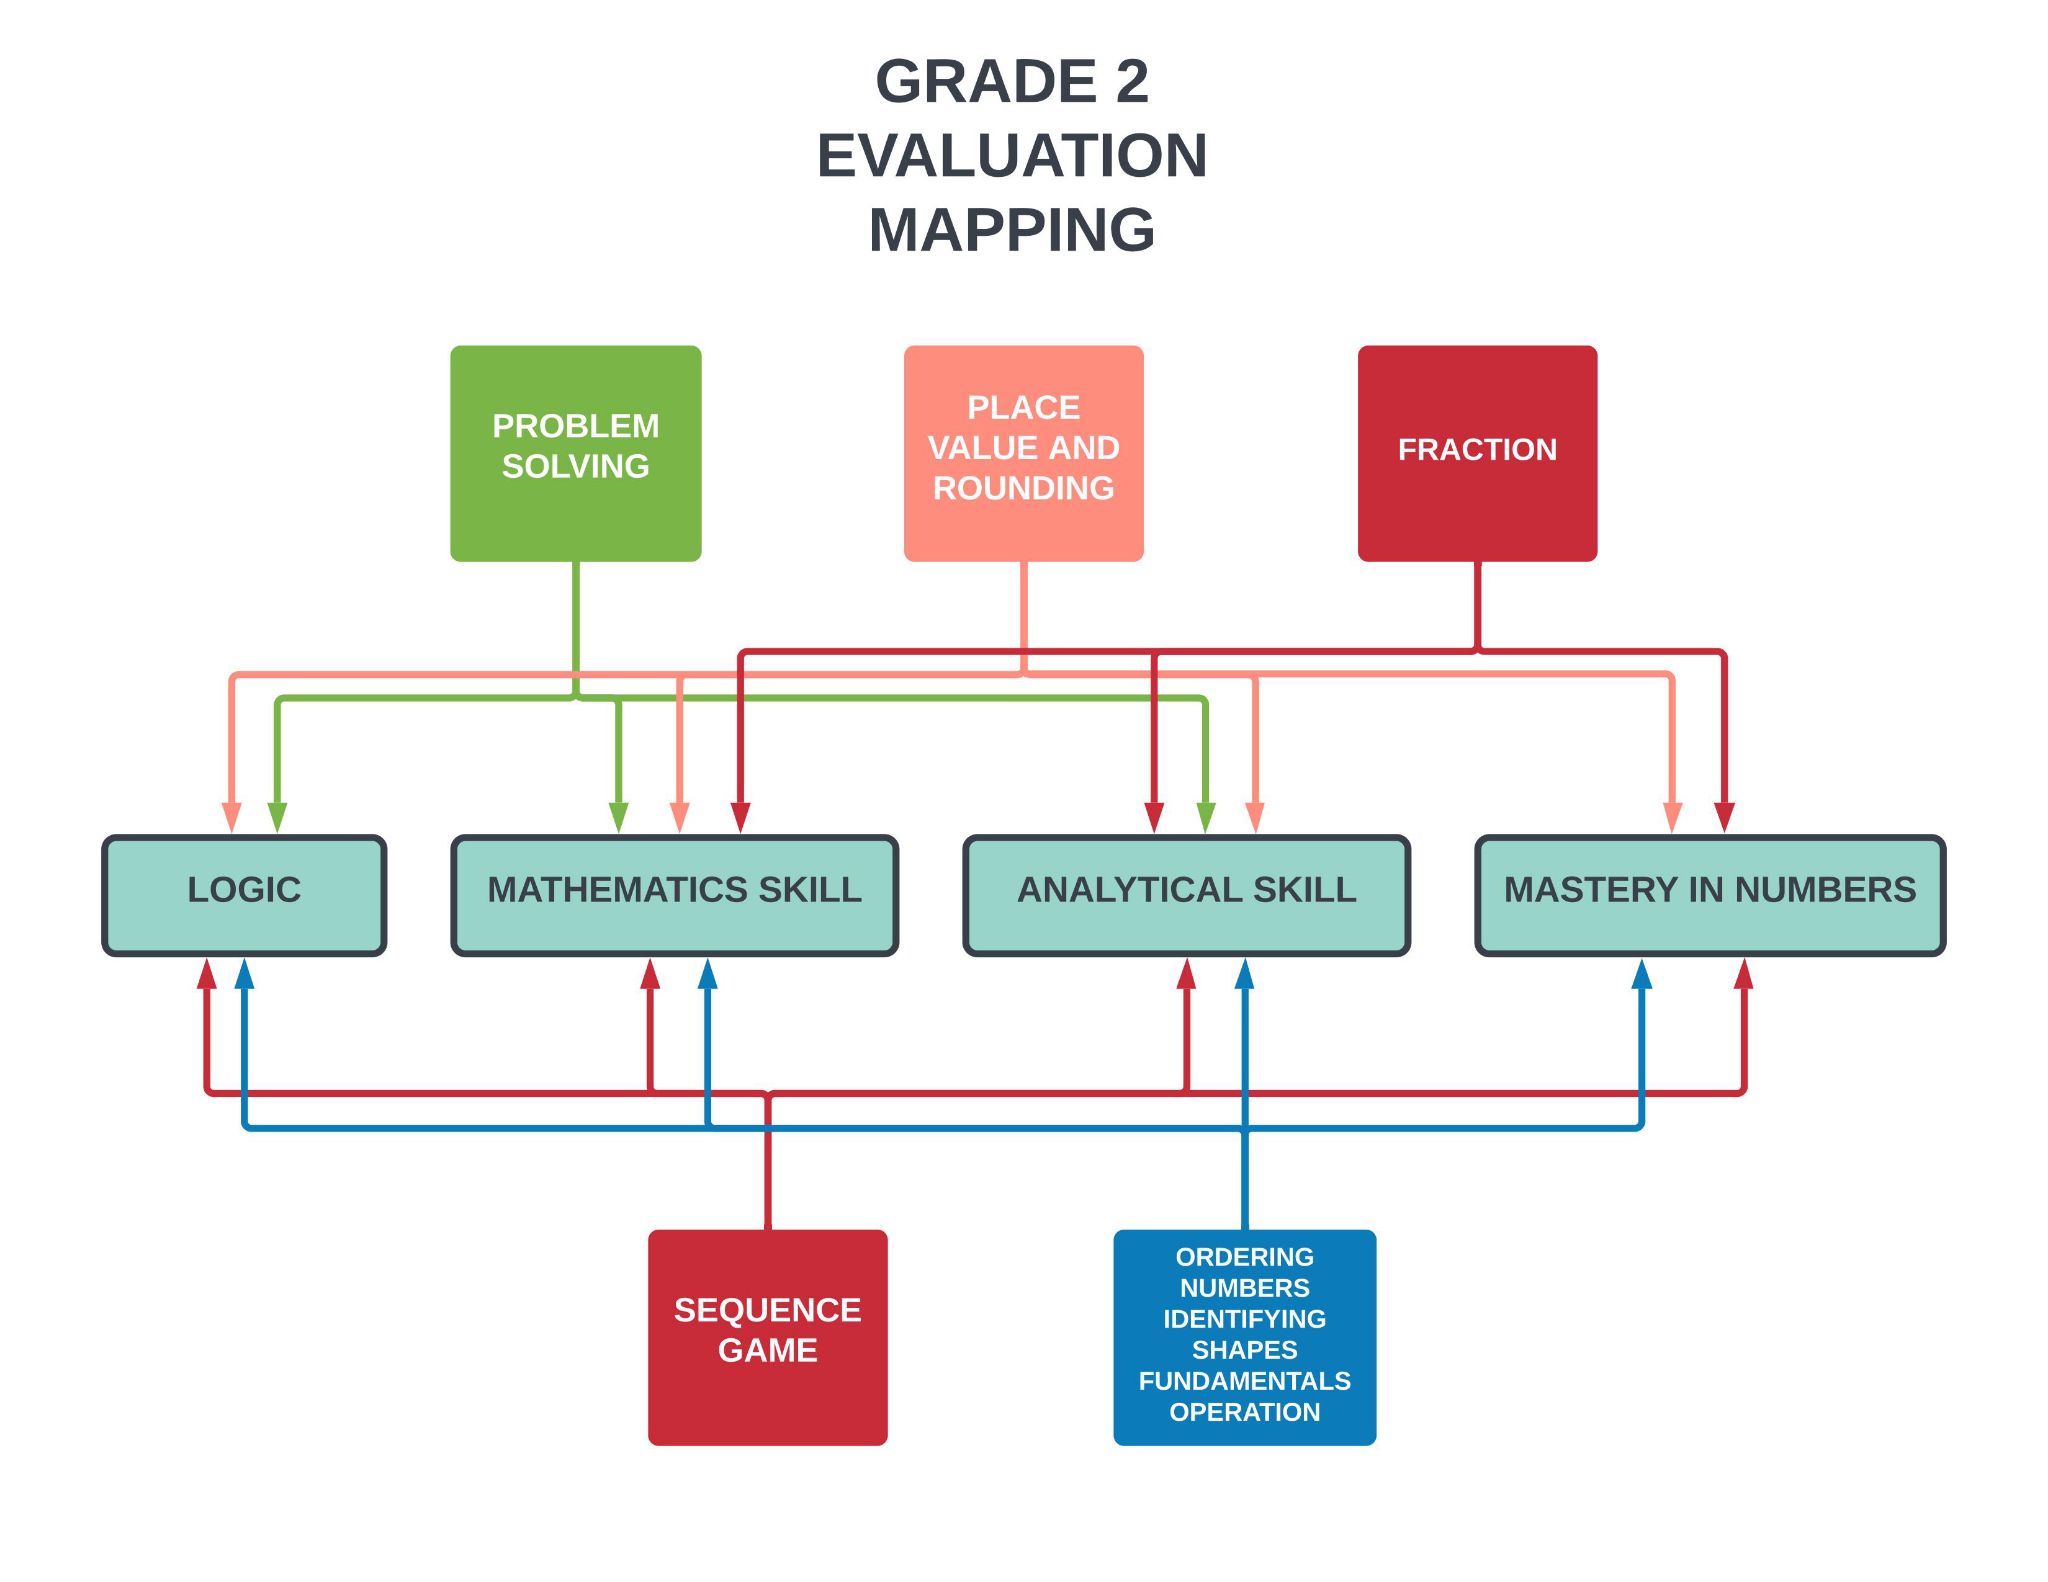 GRADE 2
EVALUATION
MAPPING
PROBLEM
SOLVING
PLACE
VALUE AND
ROUNDING
FRACTION
LOGIC
MATHEMATICS SKILL
ANALYTICAL SKILL
MASTERY IN NUMBERS
SEQUENCE
GAME
ORDERING
NUMBERS
IDENTIFYING
SHAPES
FUNDAMENTALS
OPERATION